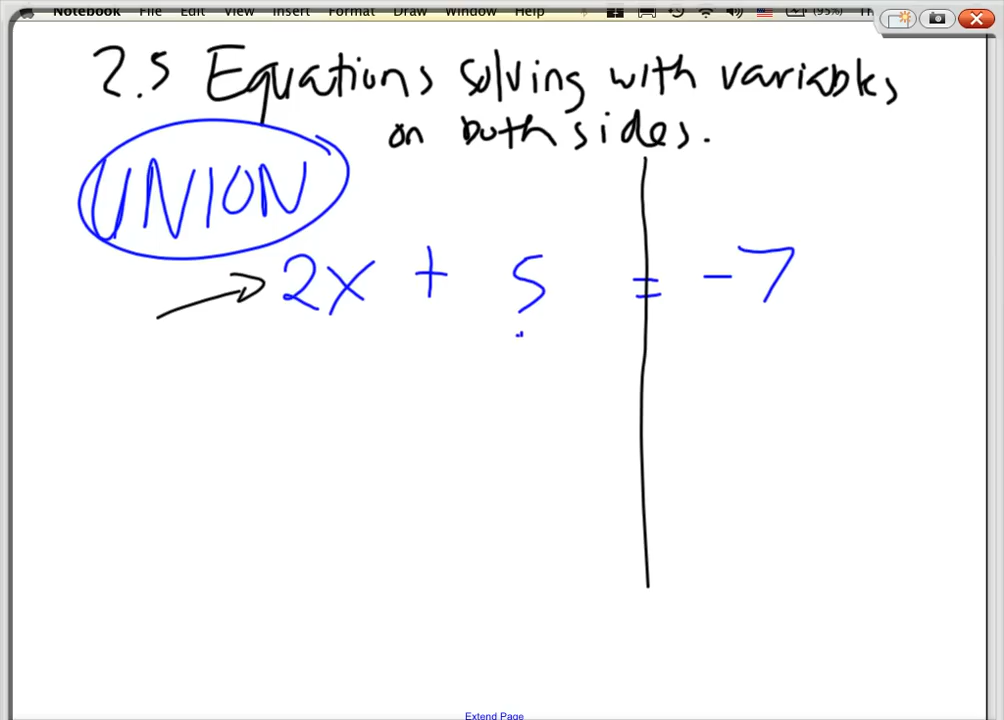 Notebook File Edit View Insert Format Draw Window Help (95%)
2.5 Equations solving with variables
on both sides.
UNION
2x + 5 = -7
Extend Page